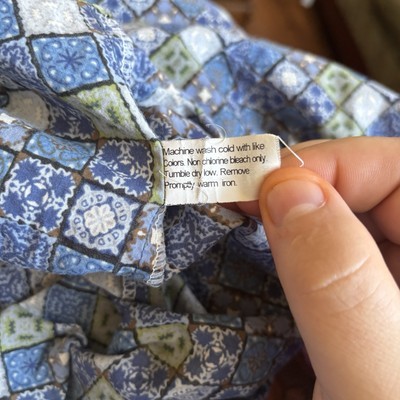 Machine wash cold with like
Colors. Non chlorine bleach only.
Tumble dry low. Remove
Promptly warm iron.